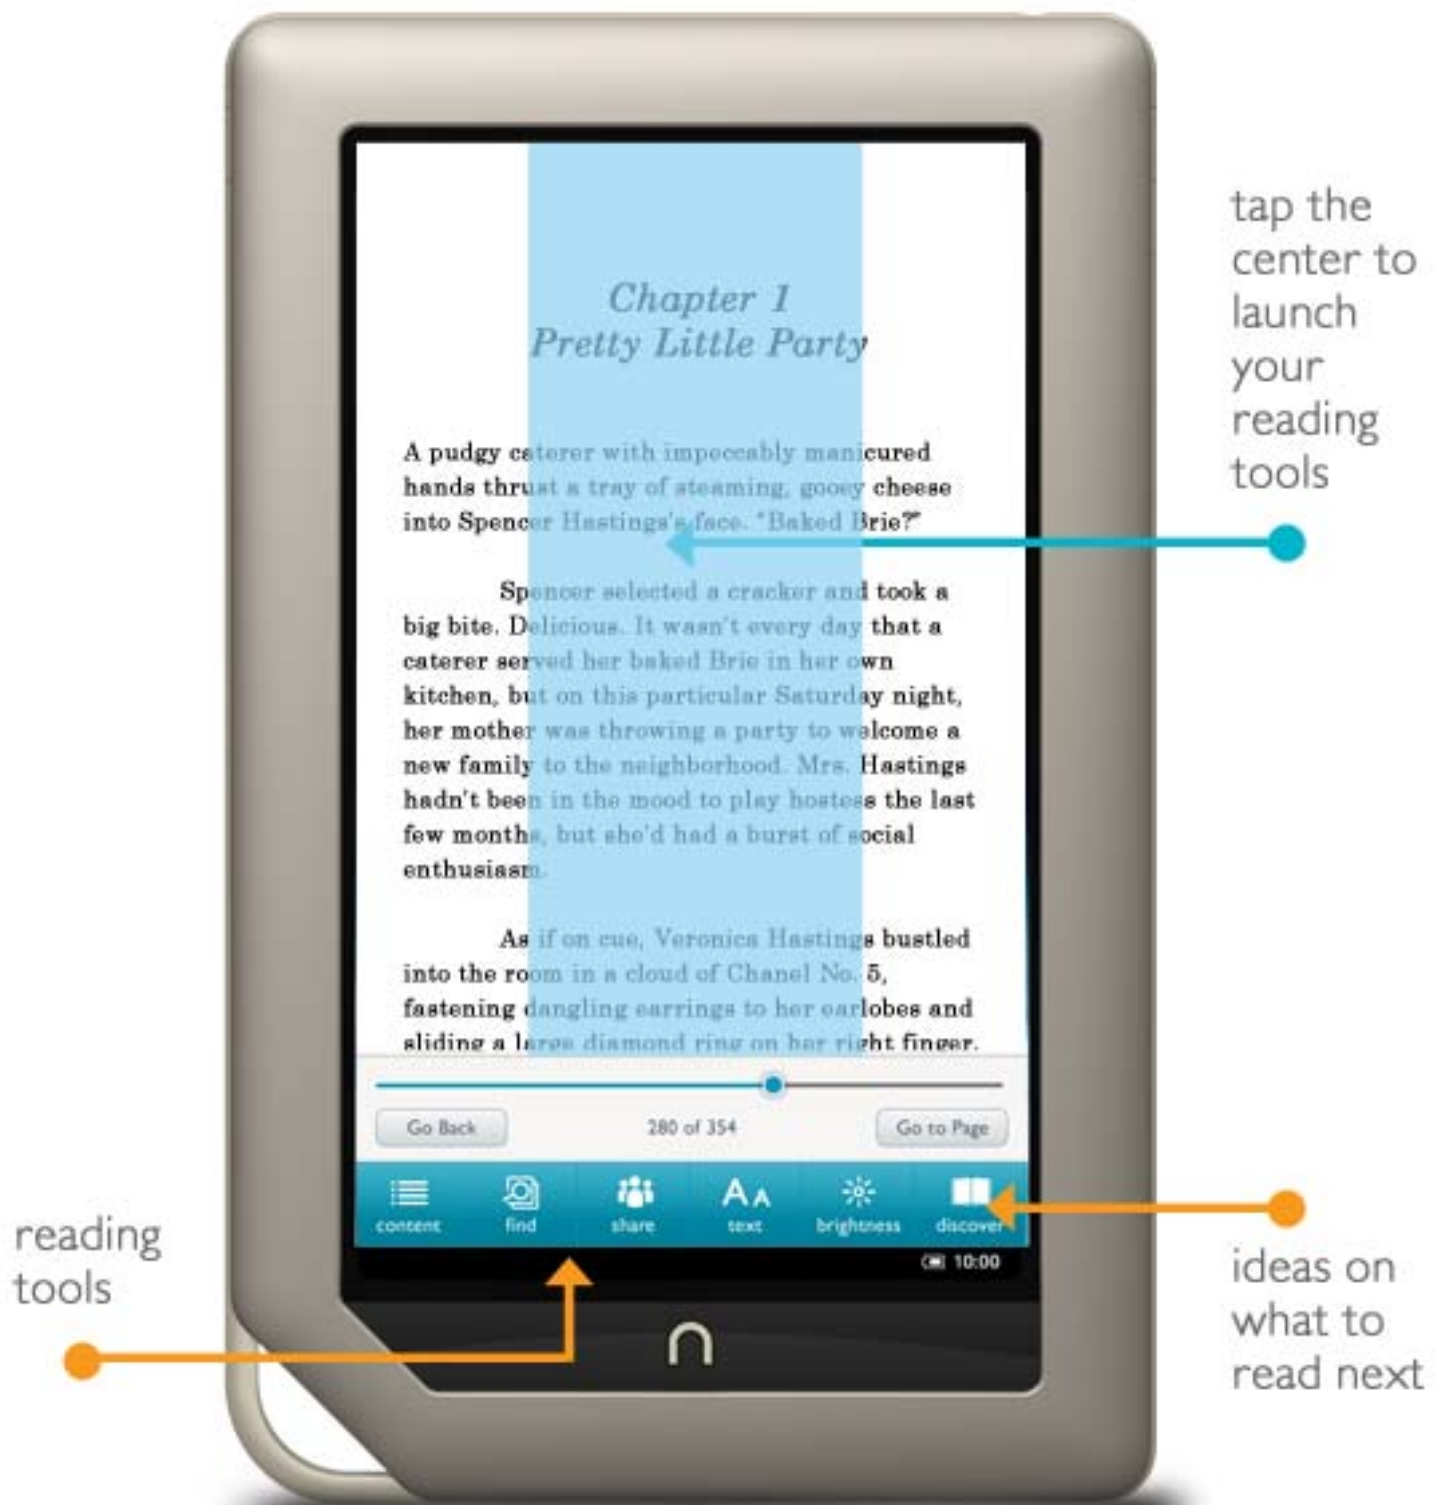 Chapter 1
Pretty Little Party
A pudgy caterer with impeccably manicured
hands thrust a tray of steaming, gooey cheese
into Spencer Hastings's face. "Baked Brie?"
Spencer selected a cracker and took a
big bite. Delicious. It wasn't every day that a
caterer served her baked Brie in her own
kitchen, but on this particular Saturday night,
her mother was throwing a party to welcome a
new family to the neighborhood. Mrs. Hastings
hadn't been in the mood to play hostess the last
few months, but she'd had a burst of social
enthusiasm.
As if on cue, Veronica Hastings bustled
into the room in a cloud of Chanel No. 5,
fastening dangling earrings to her earlobes and
sliding a large diamond ring on her right finger.
Go Back
280 of 354
Go to Page
content
find
share
text
brightness
discover
10:00
n
tap the
center to
launch
your
reading
tools
reading
tools
ideas on
what to
read next